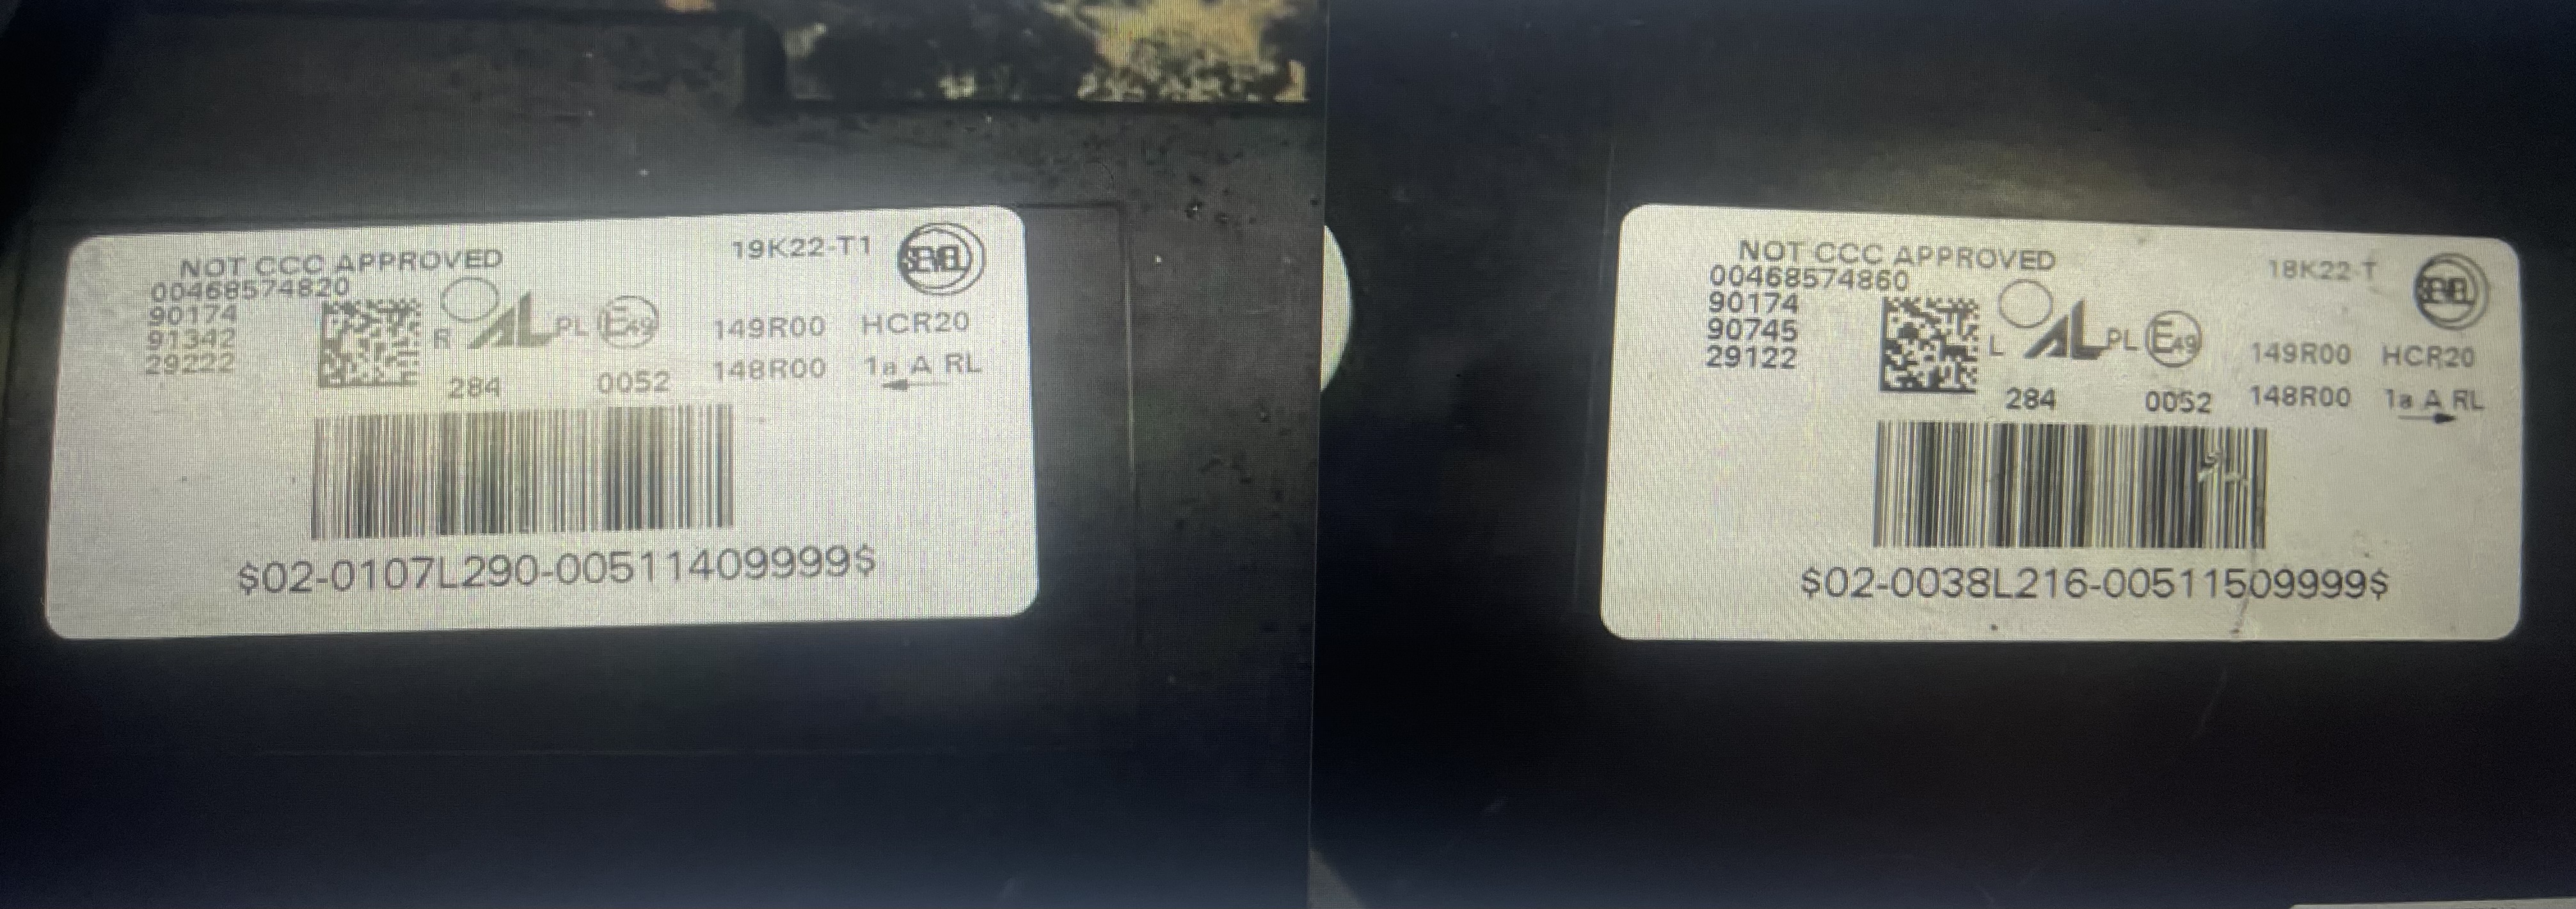 NOT CCC APPROVED
19K22-T1
00468574820
90174
91342
29222
R AL PL E49
149R00 HCR20
148R00 1a A RL
284 0052
$02-0107L290-00511409999$
NOT CCC APPROVED
18K22-T
00468574860
90174
90745
29122
L AL PL E49
149R00 HCR20
148R00 1a A RL
284 0052
$02-0038L216-00511509999$